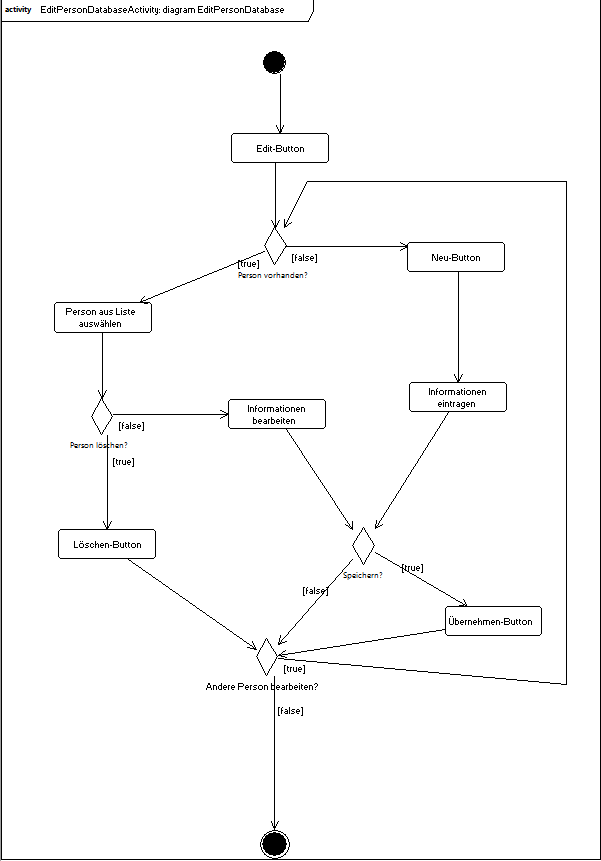 activity EditPersonDatabaseActivity: diagram EditPersonDatabase
Edit-Button
[true]
[false]
Person vorhanden?
Neu-Button
Person aus Liste
auswählen
Informationen
eintragen
Informationen
bearbeiten
[false]
Person löschen?
[true]
Löschen-Button
Speichern?
[true]
[false]
Übernehmen-Button
[true]
Andere Person bearbeiten?
[false]